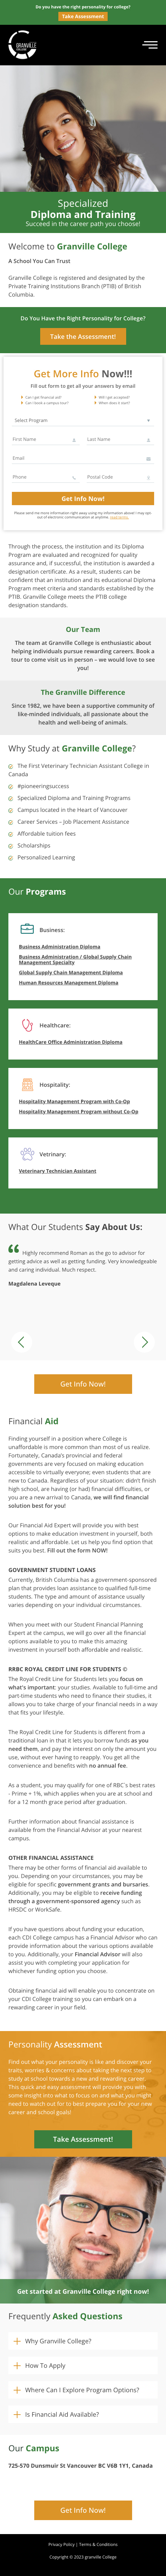 Do you have the right personality for college?
Take Assessment
GRANVILLE
COLLEGE
Specialized
Diploma and Training
Succeed in the career path you choose!
Welcome to Granville College
A School You Can Trust
Granville College is registered and designated by the
Private Training Institutions Branch (PTIB) of British
Columbia.
Do You Have the Right Personality for College?
Take the Assessment!
Get More Info Now!!!
Fill out form to get all your answers by email
Can I get financial aid?
Will I get accepted?
Can I book a campus tour?
When does it start?
Select Program
First Name
Last Name
Email
Phone
Postal Code
Get Info Now!
Please send me more information right away using my information above! I may opt-
out of electronic communication at anytime.
Through the process, the institution and its Diploma
Program must are evaluated and recognized for quality
assurance and, if successful, the institution is awarded a
designation certificate. As a result, students can be
confident that an institution and its professional Diploma
Program meet criteria and standards established by the
PTIB. Granville College meets the PTIB college
designation standards.
Our Team
The team at Granville College is enthusiastic about
helping individuals pursue rewarding careers. Book a
tour to come visit us in person – we would love to see
you!
The Granville Difference
Since 1982, we have been a supportive community of
like-minded individuals, all passionate about the
health and well-being of animals.
Why Study at Granville College?
The First Veterinary Technician Assistant College in
Canada
#pioneeringsuccess
Specialized Diploma and Training Programs
Campus located in the Heart of Vancouver
Career Services – Job Placement Assistance
Affordable tuition fees
Scholarships
Personalized Learning
Our Programs
Business:
Business Administration Diploma
Business Administration / Global Supply Chain
Management Specialty
Global Supply Chain Management Diploma
Human Resources Management Diploma
Healthcare:
HealthCare Office Administration Diploma
Hospitality:
Hospitality Management Program with Co-Op
Hospitality Management Program without Co-Op
Vetrinary:
Veterinary Technician Assistant
What Our Students Say About Us:
Highly recommend Roman as the go to advisor for
getting advice as well as getting funding. Very knowledgeable
and caring individual. Much respect.
Magdalena Leveque
Get Info Now!
Financial Aid
Finding yourself in a position where College is
unaffordable is more common than most of us realize.
Fortunately, Canada's provincial and federal
governments are very focused on making education
accessible to virtually everyone, even students that are
new to Canada. Regardless of your situation, didn't finish
high school, and having (or had) financial difficulties, or
you are a new arrival to Canada, we will find financial
solution best for you!
Our Financial Aid Expert will provide you with best
options to make education investment in yourself, both
realistic and affordable. Let us help you find option that
suits you best. Fill out the form NOW!
GOVERNMENT STUDENT LOANS
Currently, British Columbia has a government-sponsored
plan that provides loan assistance to qualified full-time
students. The type and amount of assistance usually
varies depending on your individual circumstances.
When you meet with our Student Financial Planning
Expert at the campus, we will go over all the financial
options available to you to make this amazing
investment in yourself both affordable and realistic.
RRBC ROYAL CREDIT LINE FOR STUDENTS ©
The Royal Credit Line for Students lets you focus on
what's important: your studies. Available to full-time and
part-time students who need to finance their studies, it
allows you to take charge of your financial needs in a way
that fits your lifestyle.
The Royal Credit Line for Students is different from a
traditional loan in that it lets you borrow funds as you
need them, and pay the interest on only the amount you
use, without ever having to reapply. You get all the
convenience and benefits with no annual fee.
As a student, you may qualify for one of RBC's best rates
- Prime + 1%, which applies when you are at school and
for a 12 month grace period after graduation.
Further information about financial assistance is
available from the Financial Advisor at your nearest
campus.
OTHER FINANCIAL ASSISTANCE
There may be other forms of financial aid available to
you. Depending on your circumstances, you may be
eligible for specific government grants and bursaries.
Additionally, you may be eligible to receive funding
through a government-sponsored agency such as
HRSDC or WorkSafe.
If you have questions about funding your education,
each CDI College campus has a Financial Advisor who can
provide information about the various options available
to you. Additionally, your Financial Advisor will also
assist you with completing your application for
whichever funding option you choose.
Obtaining financial aid will enable you to concentrate on
your CDI College training so you can embark on a
rewarding career in your field.
Personality Assessment
Find out what your personality is like and discover your
traits, worries & concerns about taking the next step to
study at school towards a new and rewarding career.
This quick and easy assessment will provide you with
some insight into what to focus on and what you might
need to watch out for to best prepare you for your new
career and school goals!
Take Assessment!
Get started at Granville College right now!
Frequently Asked Questions
Why Granville College?
How To Apply
Where Can I Explore Program Options?
Is Financial Aid Available?
Our Campus
725-570 Dunsmuir St Vancouver BC V6B 1Y1, Canada
Get Info Now!
Privacy Policy | Terms & Conditions
Copyright © 2023 granville College